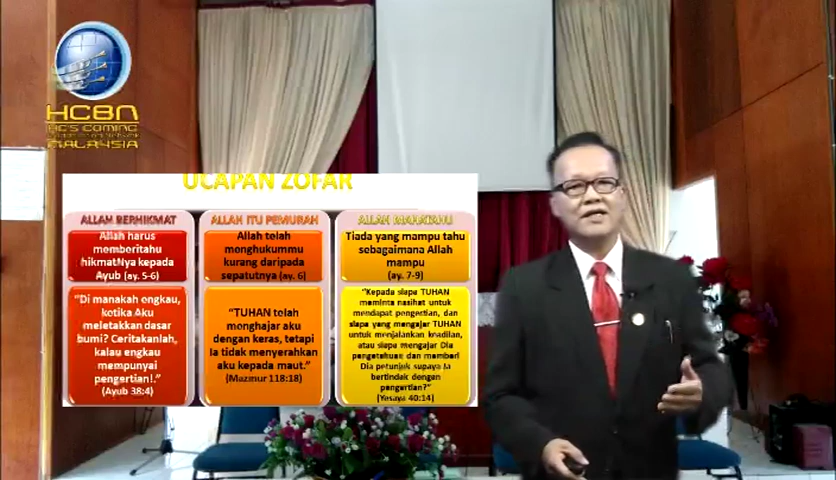 HCBN
HE'S COMING
MALAYSIA
UCAPAN ZOFAR
ALLAH BERHIKMAT
Allah harus
memberitahu
hikmatNya kepada
Ayub (ay. 5-6)
"Di manakah engkau,
ketika Aku
meletakkan dasar
bumi? Ceritakanlah,
kalau engkau
mempunyai
pengertian!."
(Ayub 38:4)
ALLAH ITU PEMURAH
Allah telah
menghukummu
kurang daripada
sepatutnya (ay. 6)
"TUHAN telah
menghajar aku
dengan keras, tetapi
Ia tidak menyerahkan
aku kepada maut."
(Mazmur 118:18)
ALLAH MAHATAHU
Tiada yang mampu tahu
sebagaimana Allah
mampu
(ay. 7-9)
"Kepada siapa TUHAN
meminta nasihat untuk
mendapat pengertian, dan
siapa yang mengajar TUHAN
untuk menjalankan keadilan,
atau siapa mengajar Dia
pengetahuan dan memberi
Dia petunjuk supaya Ia
bertindak dengan
pengertian?"
(Yesaya 40:14)